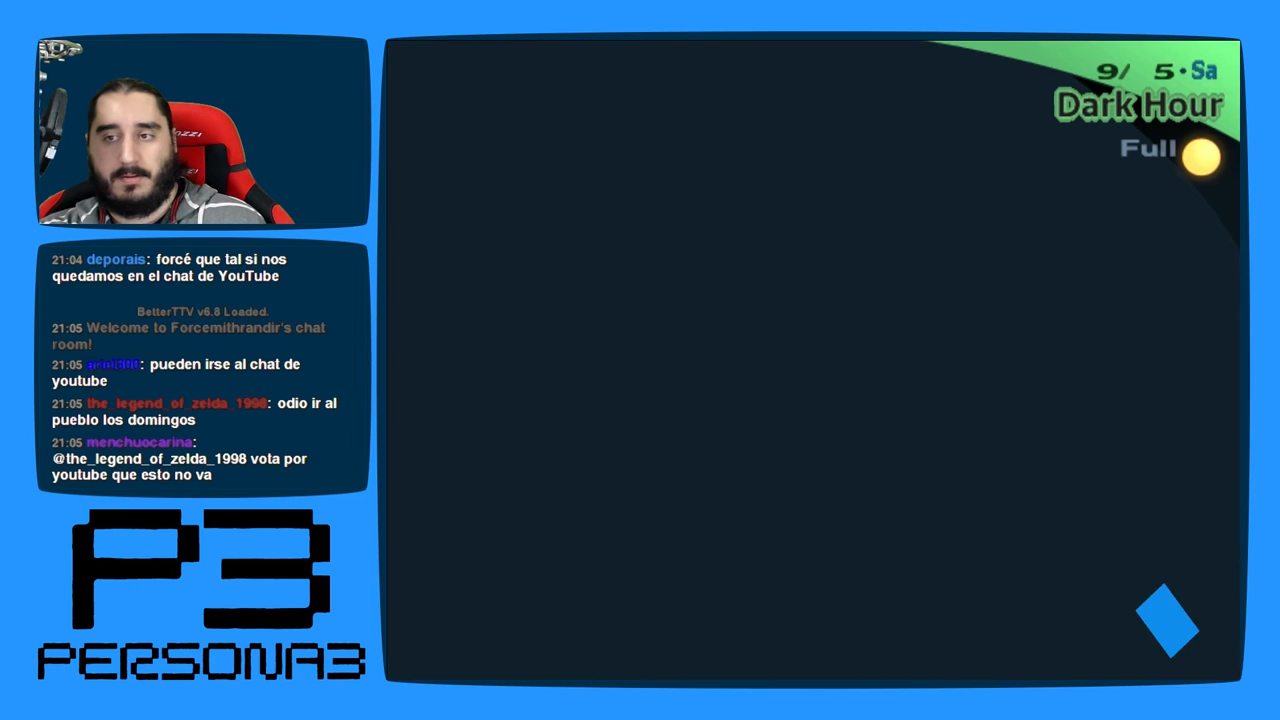 9/ 5·Sa
Dark Hour
Full
21:04 deporais: forcé que tal si nos
quedamos en el chat de YouTube
BetterTTV v6.8 Loaded.
21:05 Welcome to Forcemithrandir's chat
room!
21:05 : pueden irse al chat de
youtube
21:05 the_legend_of_zelda_1998: odio ir al
pueblo los domingos
21:05 menchuocarina:
@the_legend_of_zelda_1998 vota por
youtube que esto no va
P3
PERSONA3